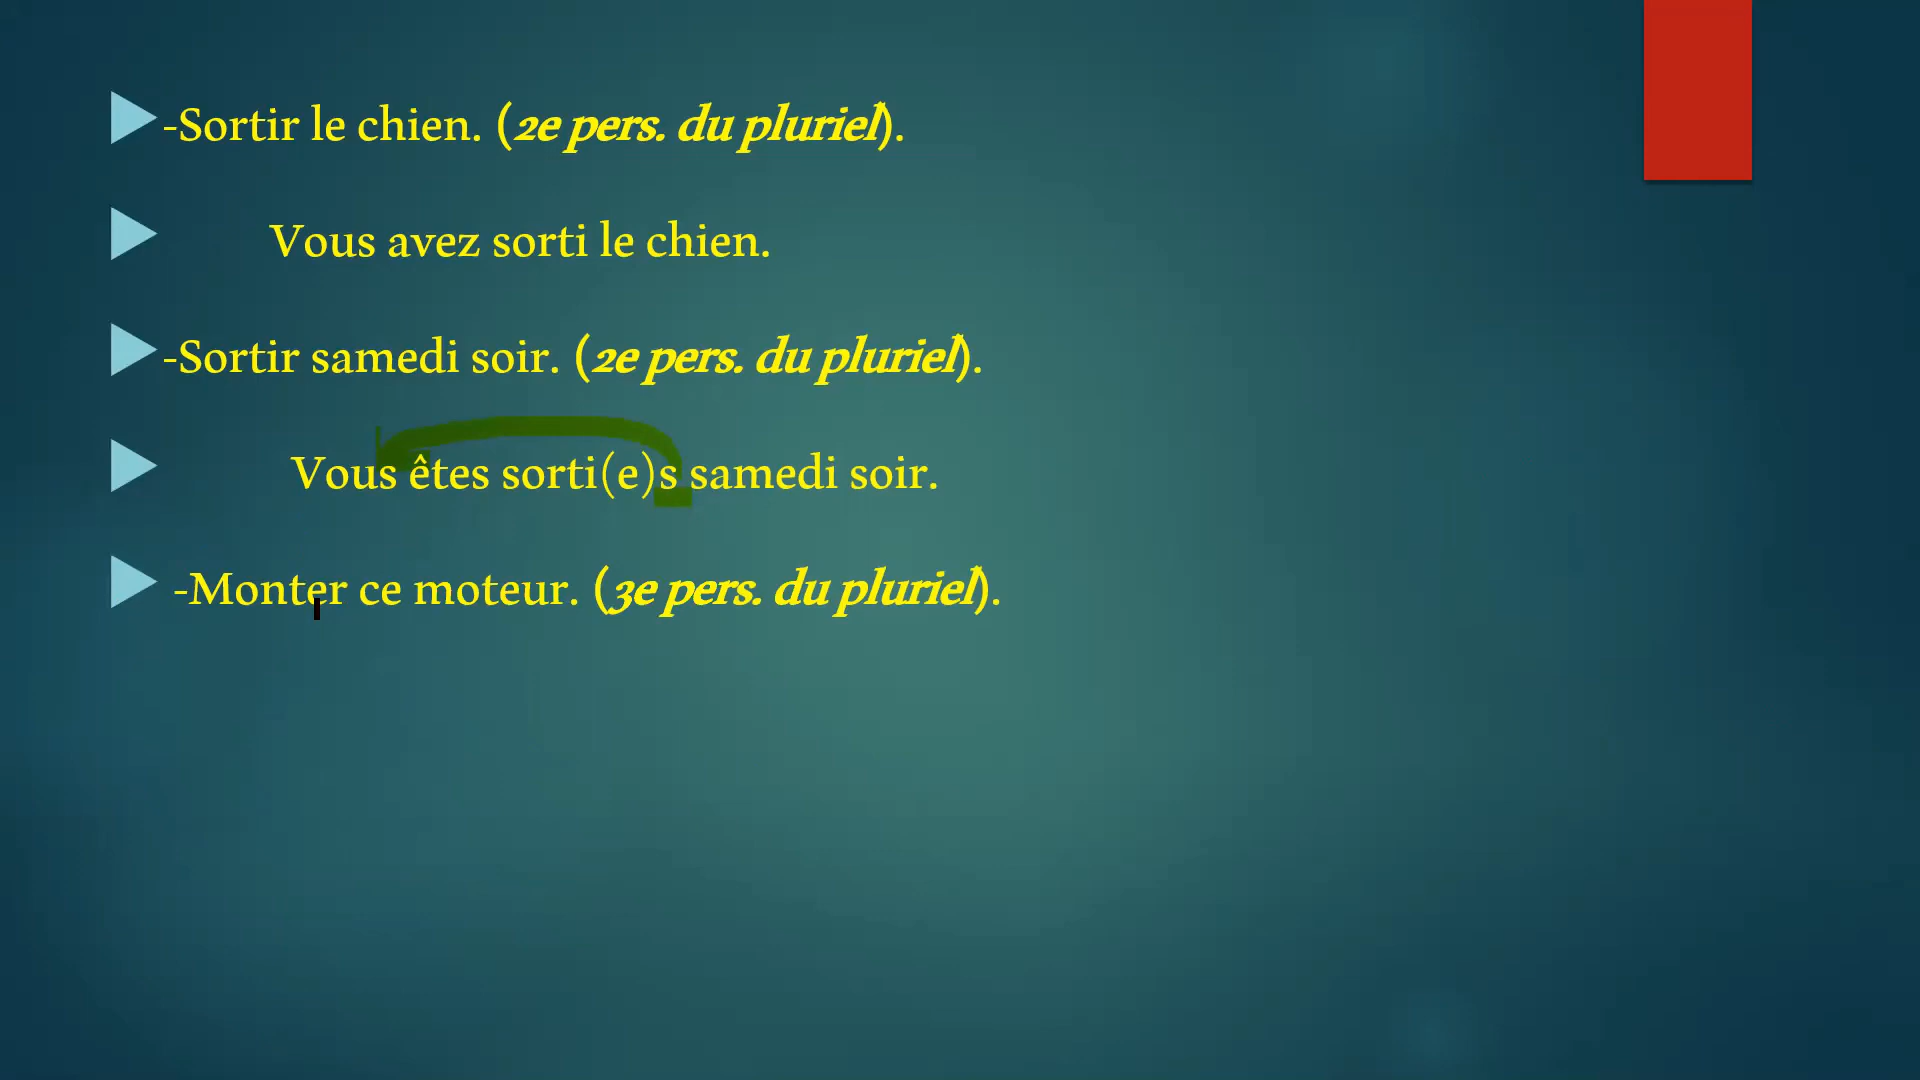 -Sortir le chien. (2e pers. du pluriel).
Vous avez sorti le chien.
-Sortir samedi soir. (2e pers. du pluriel).
Vous êtes sorti(e)s samedi soir.
-Monter ce moteur. (3e pers. du pluriel).